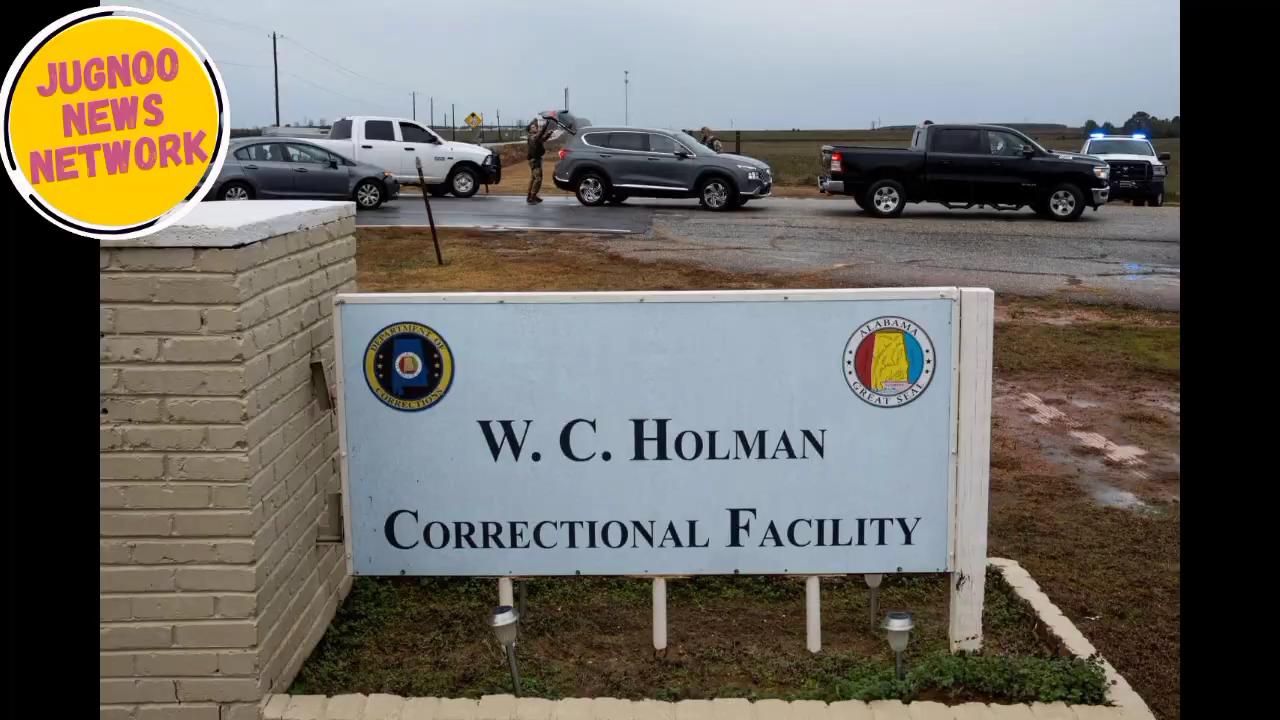 JUGNOO
NEWS
NETWORK
DEPARTMENT OF
CORRECTIONS
ALABAMA
GREAT SEAL
W. C. HOLMAN
CORRECTIONAL FACILITY